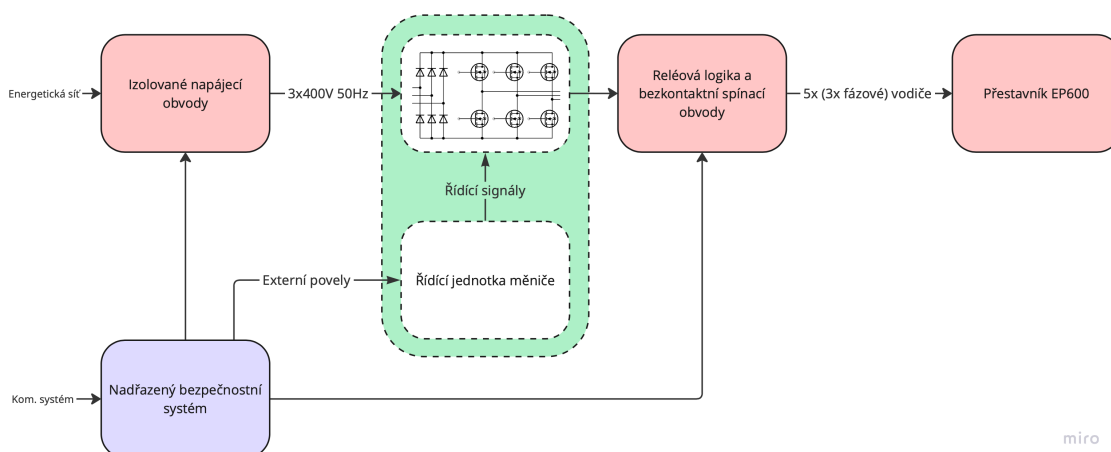 Energetická síť
Izolované napájecí
obvody
3x400V 50Hz
Reléová logika a
bezkontaktní spínací
obvody
5x (3x fázové) vodiče
Přestavník EP600
Řídící signály
Externí povely
Řídící jednotka měniče
Kom. systém
Nadřazený bezpečnostní
systém
miro